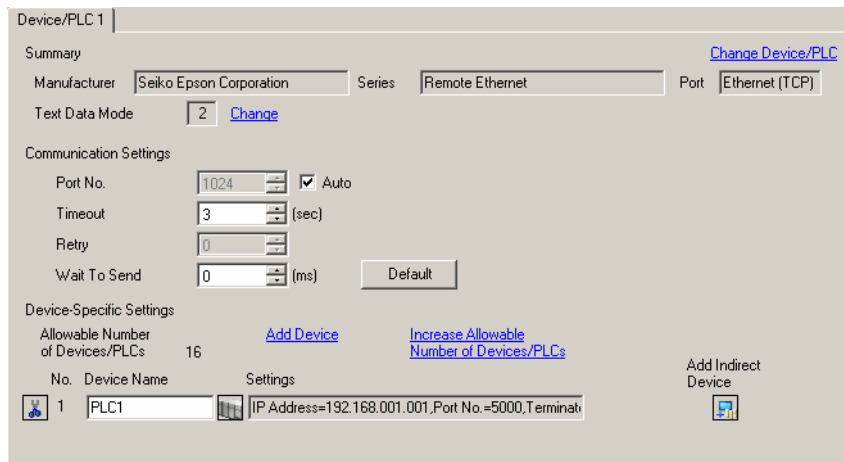 Device/PLC 1
Summary
Change Device/PLC
Manufacturer Seiko Epson Corporation Series Remote Ethernet Port Ethernet (TCP)
Text Data Mode 2 Change
Communication Settings
Port No. 1024 Auto
Timeout 3 (sec)
Retry 0
Wait To Send 0 (ms) Default
Device-Specific Settings
Allowable Number
of Devices/PLCs 16
Add Device
Increase Allowable
Number of Devices/PLCs
Add Indirect
Device
No. Device Name Settings
1 PLC1 IP Address=192.168.001.001,Port No.=5000,Terminat